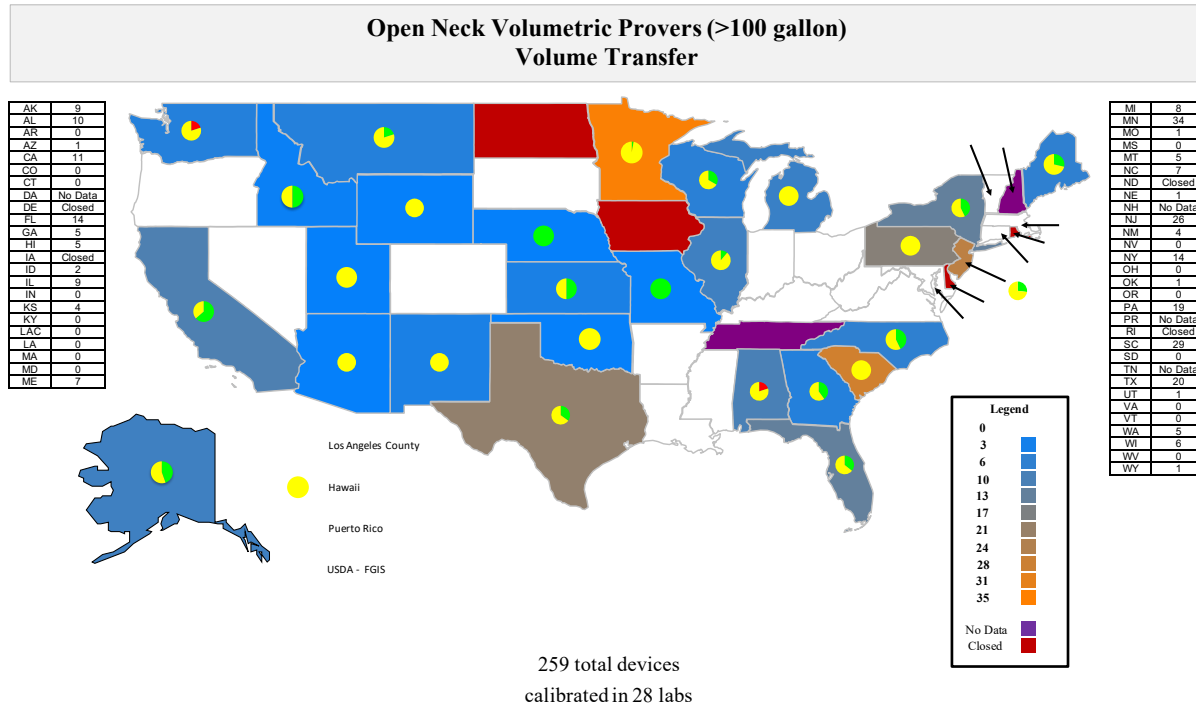 Open Neck Volumetric Provers (>100 gallon)
Volume Transfer
AK 9
AL 10
AR 0
AZ 1
CA 11
CO 0
CT 0
DA No Data
DE Closed
FL 14
GA 5
HI 5
IA Closed
ID 2
IL 9
IN 0
KS 4
KY 0
LAC 0
LA 0
MA 0
MD 0
ME 7
MI 8
MN 34
MO 1
MS 0
MT 5
NC 7
ND Closed
NE 1
NH No Data
NJ 26
NM 4
NV 0
NY 14
OH 0
OK 1
OR 0
PA 19
PR No Data
RI Closed
SC 29
SD 0
TN No Data
TX 20
UT 1
VA 0
VT 0
WA 5
WI 6
WV 0
WY 1
Los Angeles County
Hawaii
Puerto Rico
USDA - FGIS
Legend
0
3
6
10
13
17
21
24
28
31
35
No Data
Closed
259 total devices
calibrated in 28 labs